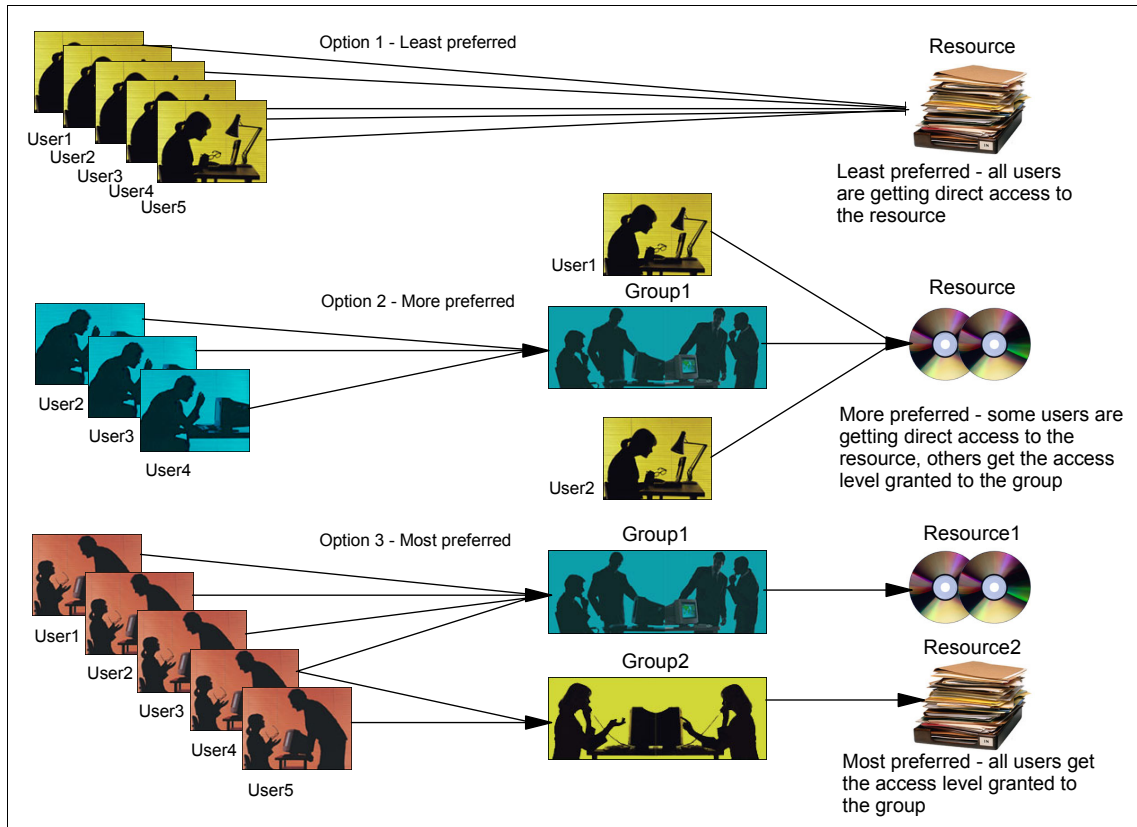 Option 1 - Least preferred
Resource
User1
User2
User3
User4
User5
Least preferred - all users
are getting direct access to
the resource
User1
Option 2 - More preferred
Group1
Resource
User2
User3
User4
User2
More preferred - some users are
getting direct access to the
resource, others get the access
level granted to the group
Option 3 - Most preferred
Group1
Resource1
User1
User2
User3
User4
User5
Group2
Resource2
Most preferred - all users get
the access level granted to
the group